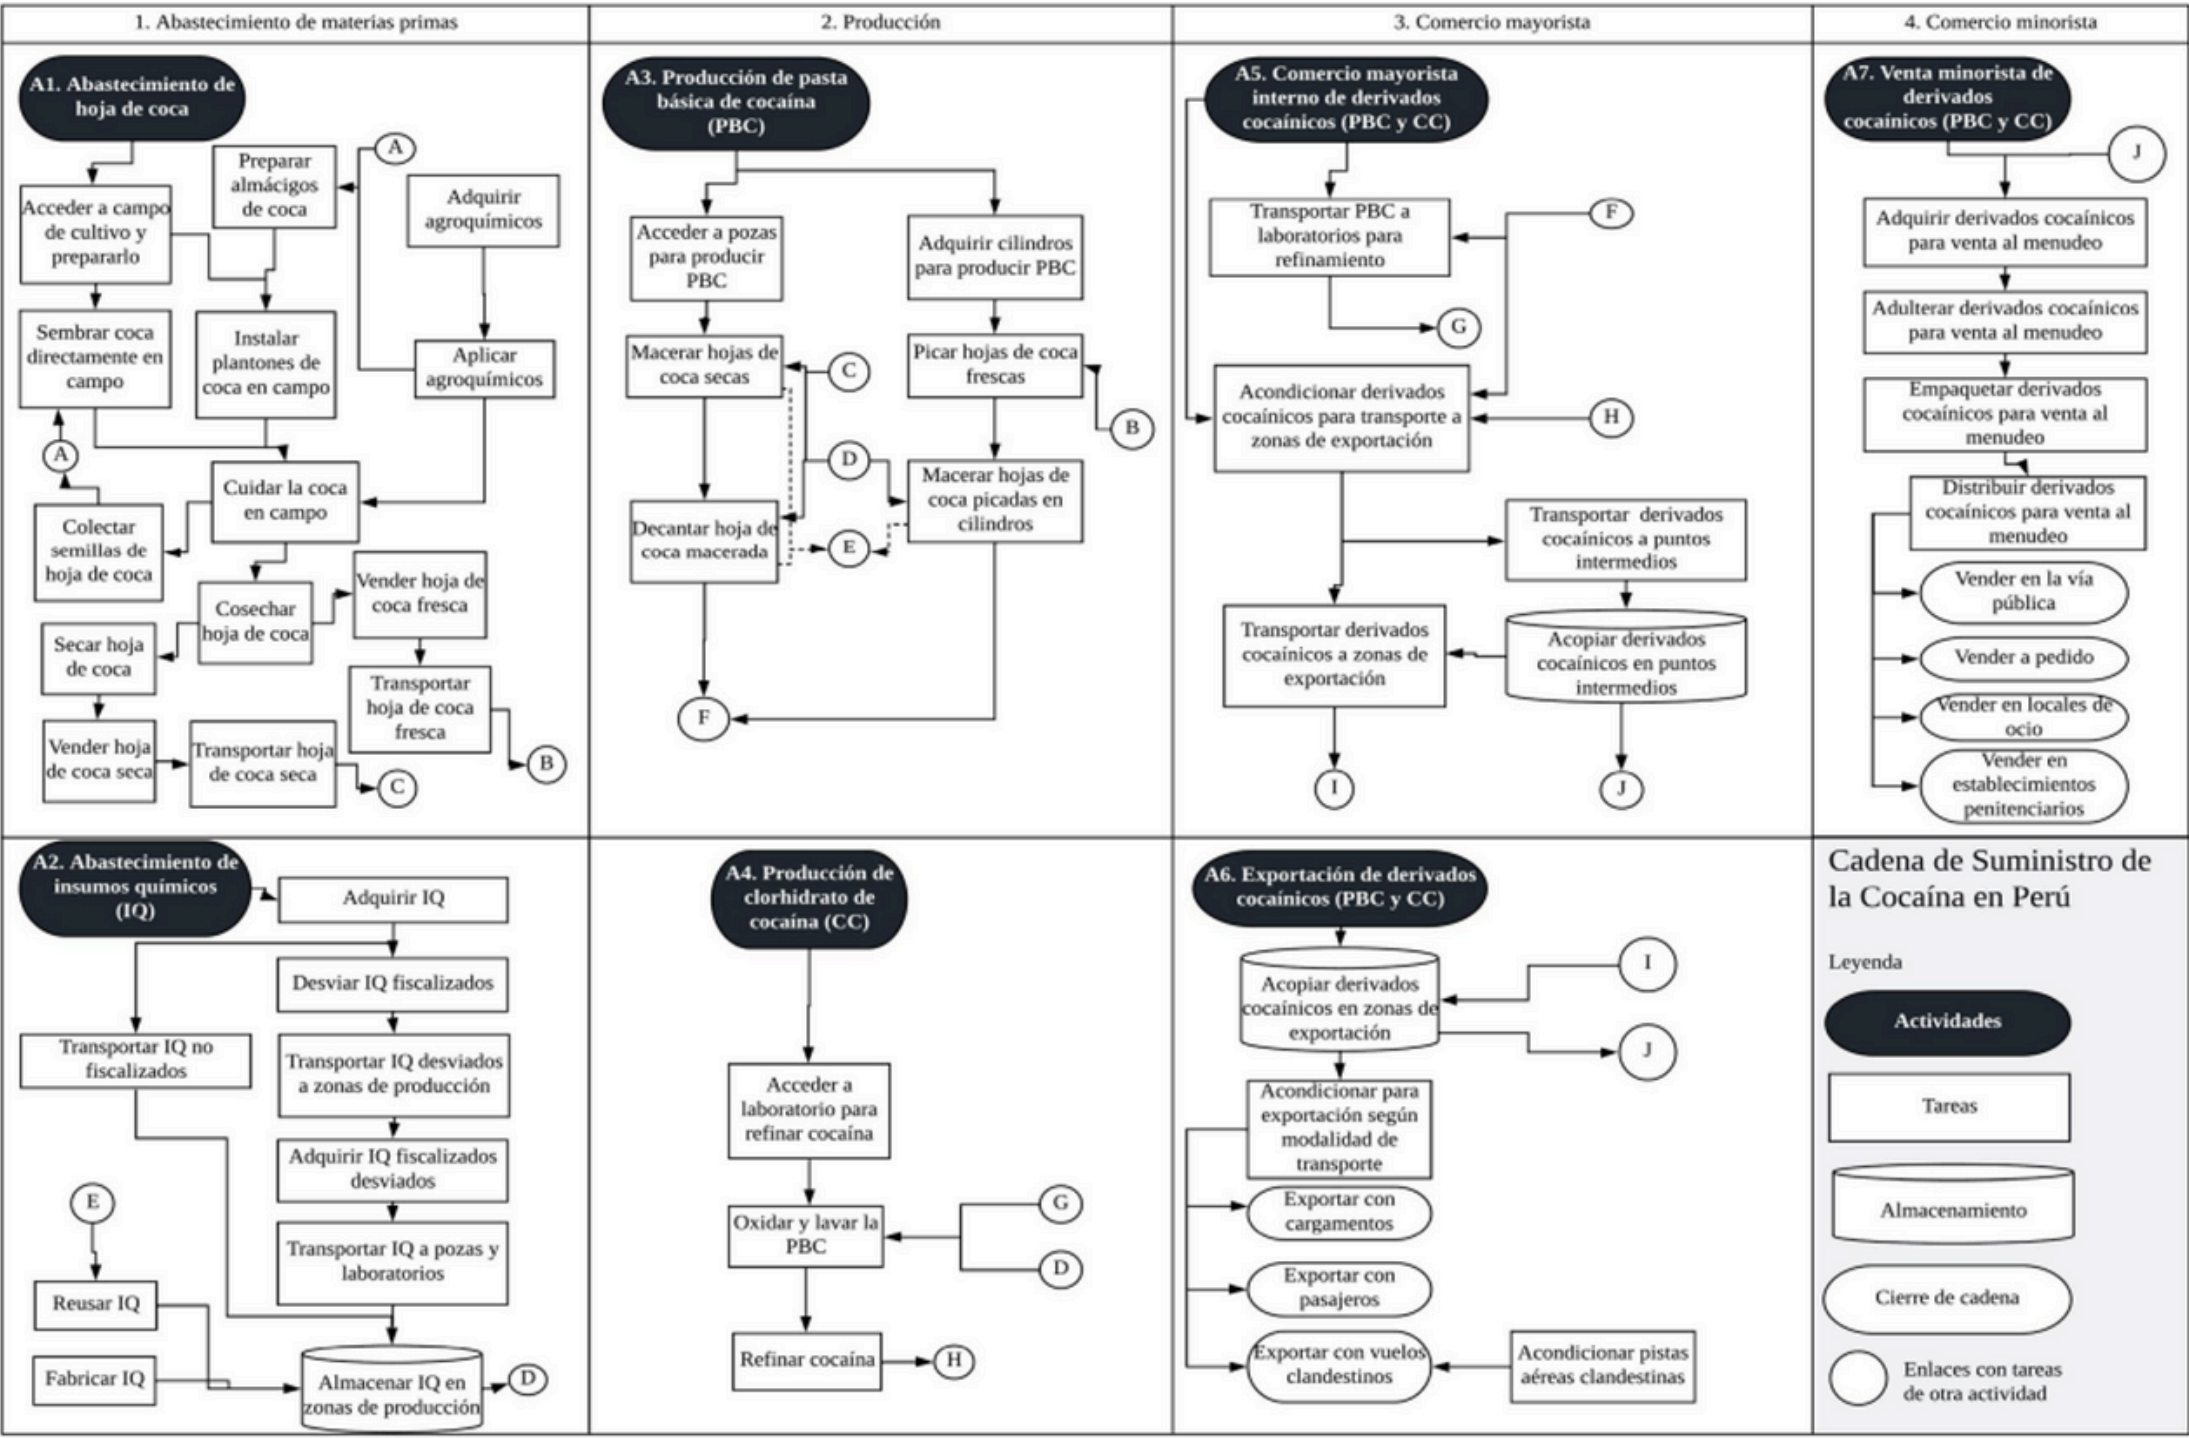 1. Abastecimiento de materias primas
2. Producción
3. Comercio mayorista
4. Comercio minorista
A1. Abastecimiento de
hoja de coca
A
Preparar
almácigos
de coca
Adquirir
agroquímicos
Acceder a campo
de cultivo y
prepararlo
Sembrar coca
directamente en
campo
Instalar
plantones de
coca en campo
Aplicar
agroquímicos
A
Cuidar la coca
en campo
Colectar
semillas de
hoja de coca
Cosechar
hoja de coca
Vender hoja de
coca fresca
Secar hoja
de coca
Transportar
hoja de coca
fresca
Vender hoja
de coca seca
Transportar hoja
de coca seca
C
B
A3. Producción de pasta
básica de cocaína
(PBC)
Acceder a pozas
para producir
PBC
Adquirir cilindros
para producir PBC
Macerar hojas de
coca secas
C
Picar hojas de coca
frescas
B
D
Macerar hojas de
coca picadas en
cilindros
Decantar hoja de
coca macerada
E
F
A5. Comercio mayorista
interno de derivados
cocaínicos (PBC y CC)
Transportar PBC a
laboratorios para
refinamiento
F
G
Acondicionar derivados
cocaínicos para transporte a
zonas de exportación
H
Transportar derivados
cocaínicos a puntos
intermedios
Transportar derivados
cocaínicos a zonas de
exportación
Acopiar derivados
cocaínicos en puntos
intermedios
I
J
A7. Venta minorista de
derivados
cocaínicos (PBC y CC)
J
Adquirir derivados cocaínicos
para venta al menudeo
Adulterar derivados cocaínicos
para venta al menudeo
Empaquetar derivados
cocaínicos para venta al
menudeo
Distribuir derivados
cocaínicos para venta al
menudeo
Vender en la vía
pública
Vender a pedido
Vender en locales de
ocio
Vender en
establecimientos
penitenciarios
A2. Abastecimiento de
insumos químicos
(IQ)
Adquirir IQ
Desviar IQ fiscalizados
Transportar IQ no
fiscalizados
Transportar IQ desviados
a zonas de producción
Adquirir IQ fiscalizados
desviados
E
Transportar IQ a pozas y
laboratorios
Reusar IQ
Fabricar IQ
Almacenar IQ en
zonas de producción
D
A4. Producción de
clorhidrato de
cocaína (CC)
Acceder a
laboratorio para
refinar cocaína
Oxidar y lavar la
PBC
G
D
Refinar cocaína
H
A6. Exportación de derivados
cocaínicos (PBC y CC)
Acopiar derivados
cocaínicos en zonas de
exportación
I
J
Acondicionar para
exportación según
modalidad de
transporte
Exportar con
cargamentos
Exportar con
pasajeros
Exportar con vuelos
clandestinos
Acondicionar pistas
aéreas clandestinas
Cadena de Suministro de
la Cocaína en Perú
Leyenda
Actividades
Tareas
Almacenamiento
Cierre de cadena
Enlaces con tareas
de otra actividad